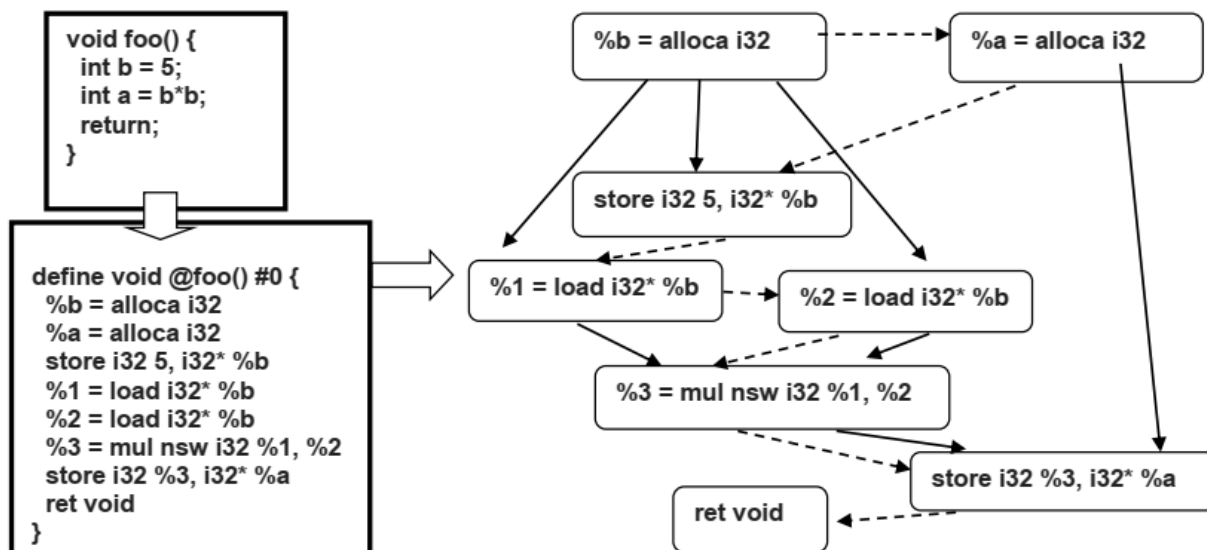 void foo() {
int b = 5;
int a = b*b;
return;
}
define void @foo() #0 {
%b = alloca i32
%a = alloca i32
store i32 5, i32* %b
%1 = load i32* %b
%2 = load i32* %b
%3 = mul nsw i32 %1, %2
store i32 %3, i32* %a
ret void
}
%b = alloca i32
%a = alloca i32
store i32 5, i32* %b
%1 = load i32* %b
%2 = load i32* %b
%3 = mul nsw i32 %1, %2
store i32 %3, i32* %a
ret void